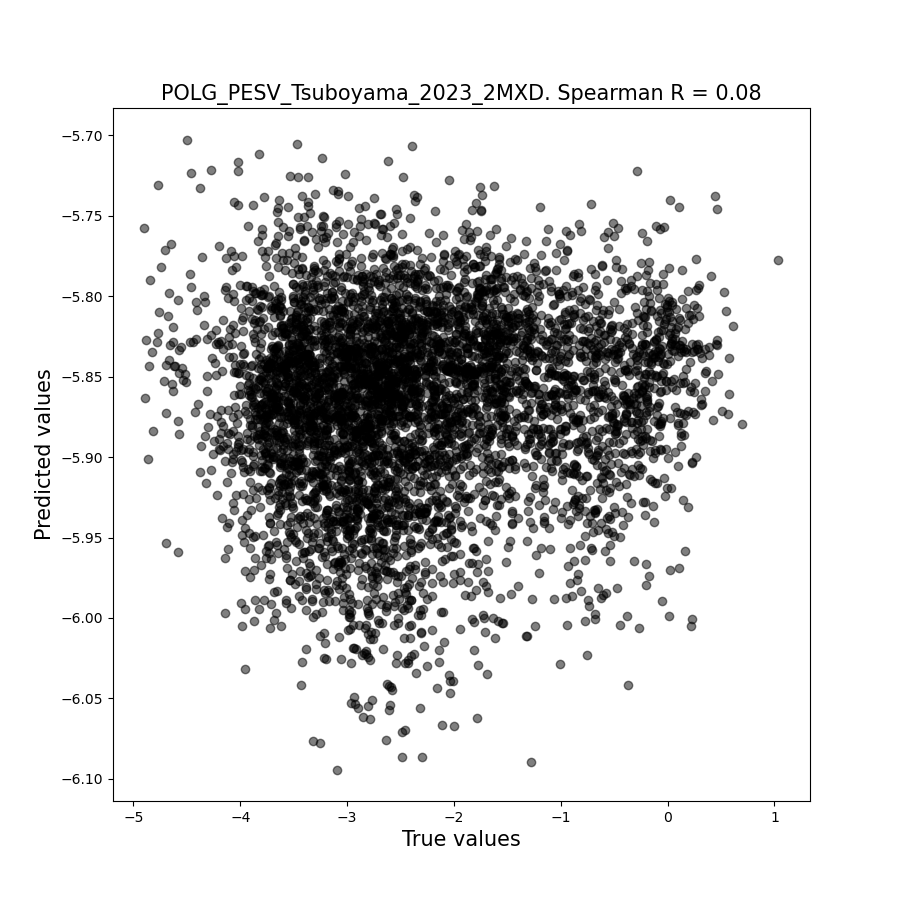 POLG_PESV_Tsuboyama_2023_2MXD. Spearman R = 0.08
Predicted values
−5.70
−5.75
−5.80
−5.85
−5.90
−5.95
−6.00
−6.05
−6.10
−5 −4 −3 −2 −1 0 1
True values